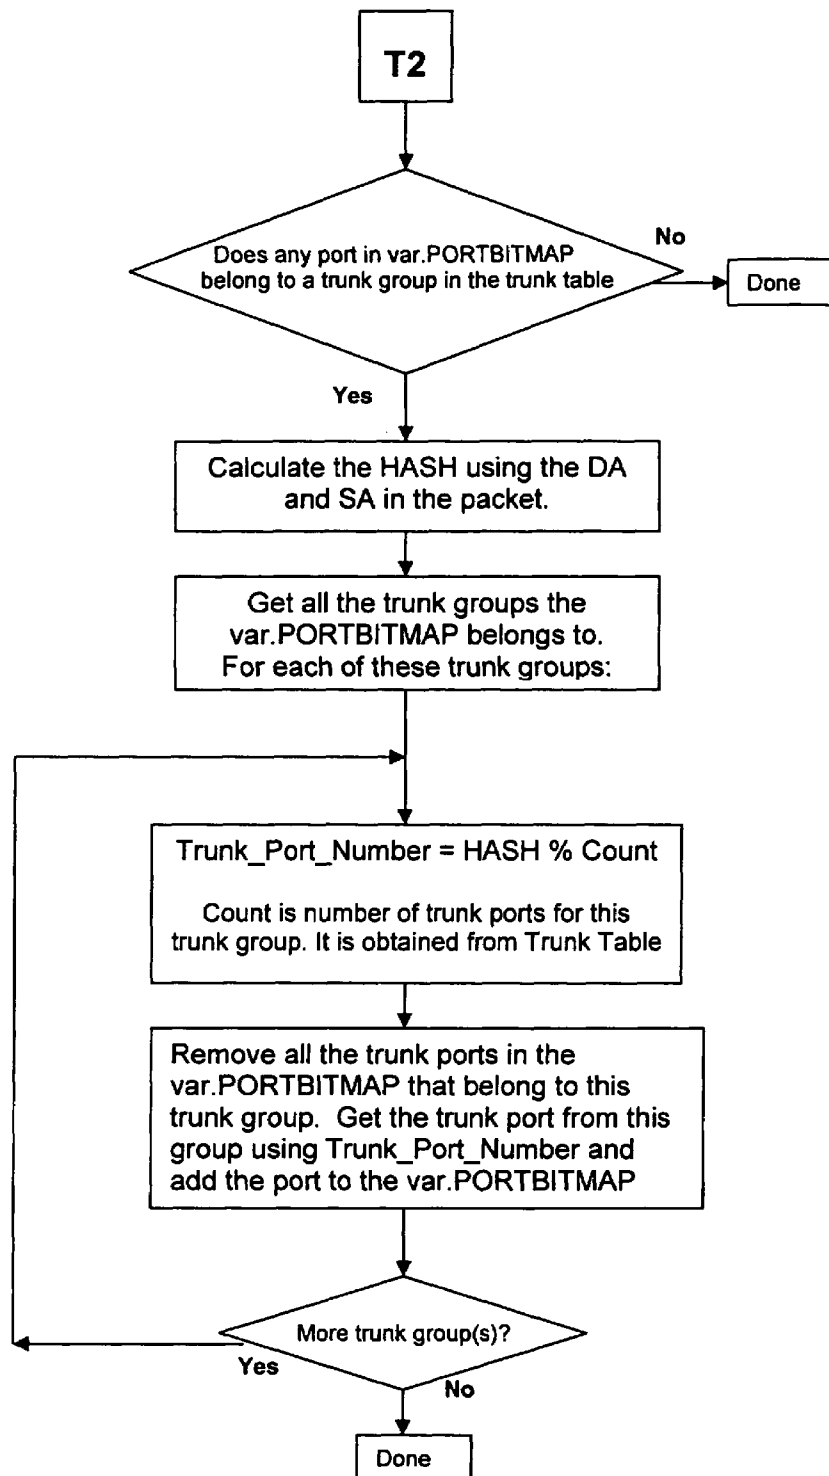 T2
Does any port in var.PORTBITMAP
belong to a trunk group in the trunk table
No
Done
Yes
Calculate the HASH using the DA
and SA in the packet.
Get all the trunk groups the
var.PORTBITMAP belongs to.
For each of these trunk groups:
Trunk_Port_Number = HASH % Count
Count is number of trunk ports for this
trunk group. It is obtained from Trunk Table
Remove all the trunk ports in the
var.PORTBITMAP that belong to this
trunk group. Get the trunk port from this
group using Trunk_Port_Number and
add the port to the var.PORTBITMAP
More trunk group(s)?
Yes
No
Done